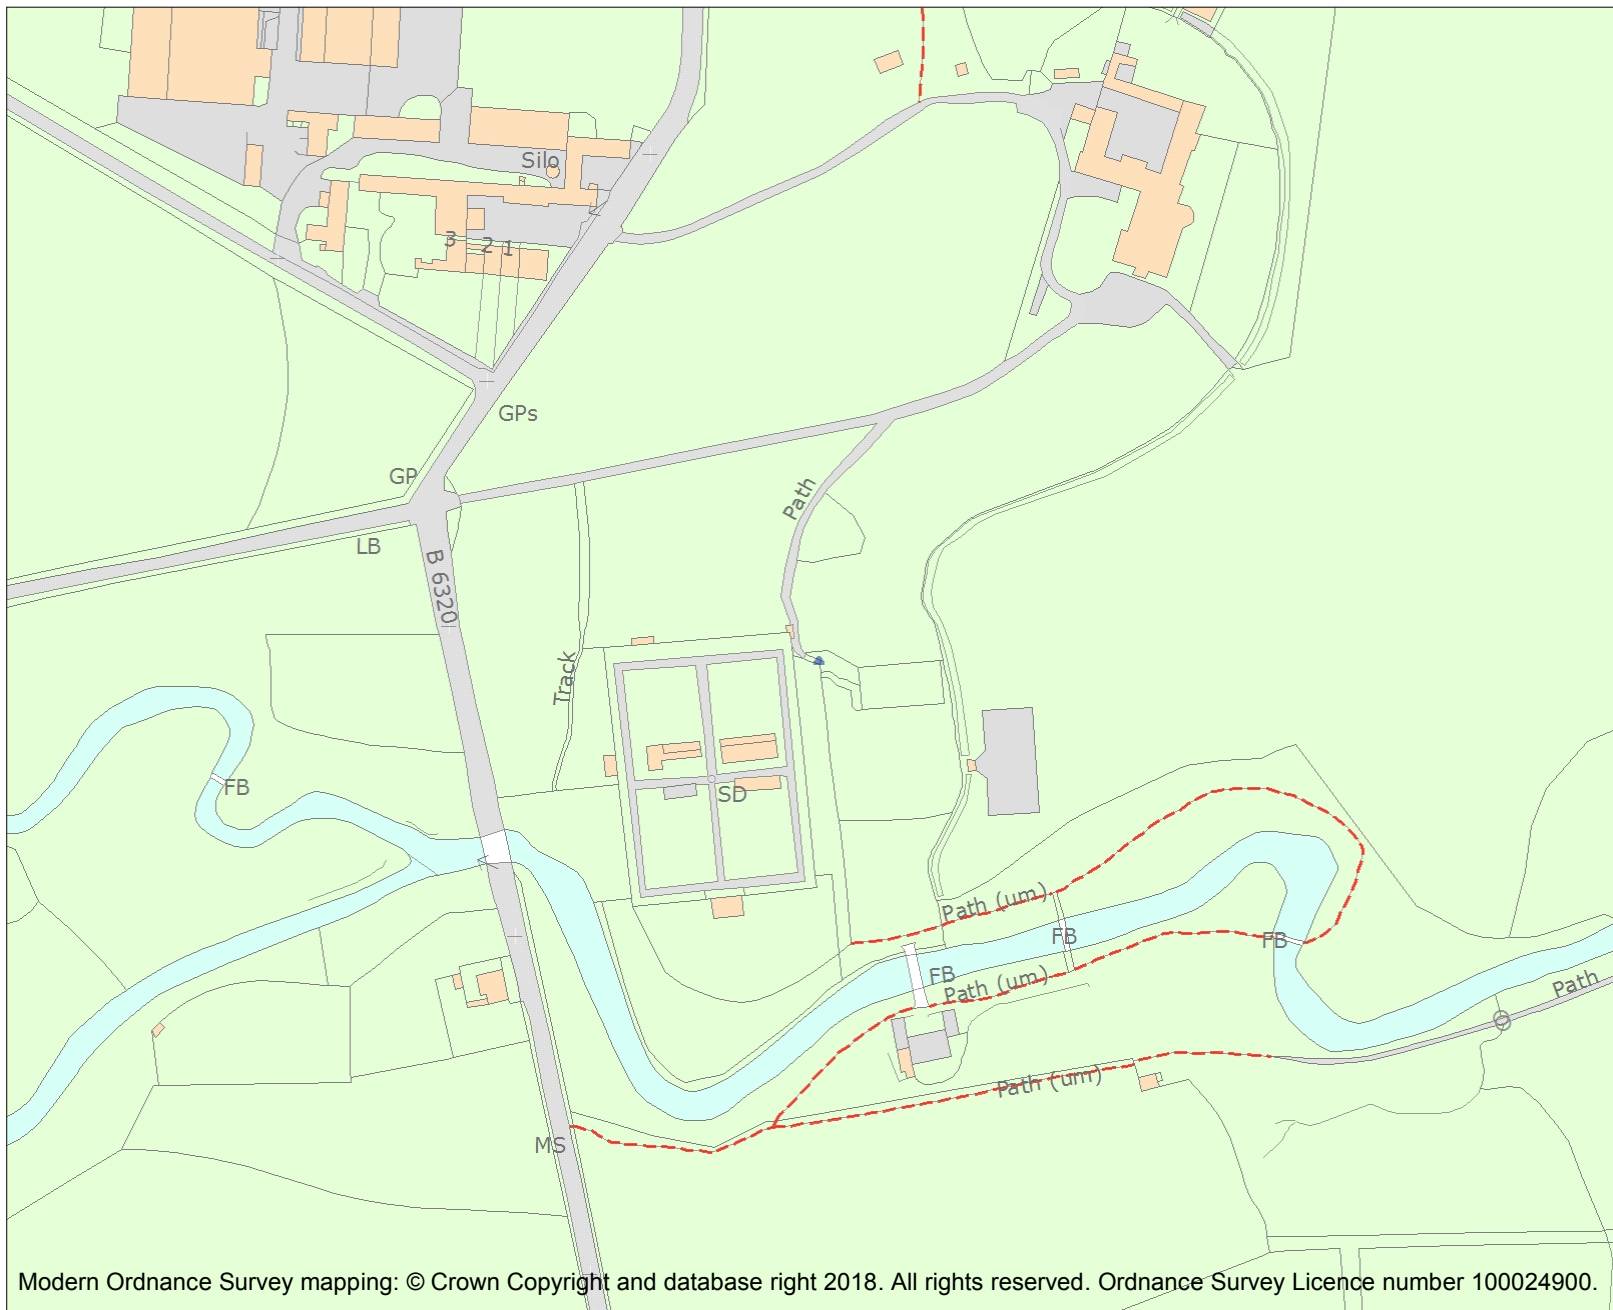 Silo
3 2 1
GPs
GP
Path
LB
B 6320
Track
FB
SD
Path (um)
FB
FB
FB
Path (um)
Path
Path (um)
MS
Modern Ordnance Survey mapping: © Crown Copyright and database right 2018. All rights reserved. Ordnance Survey Licence number 100024900.